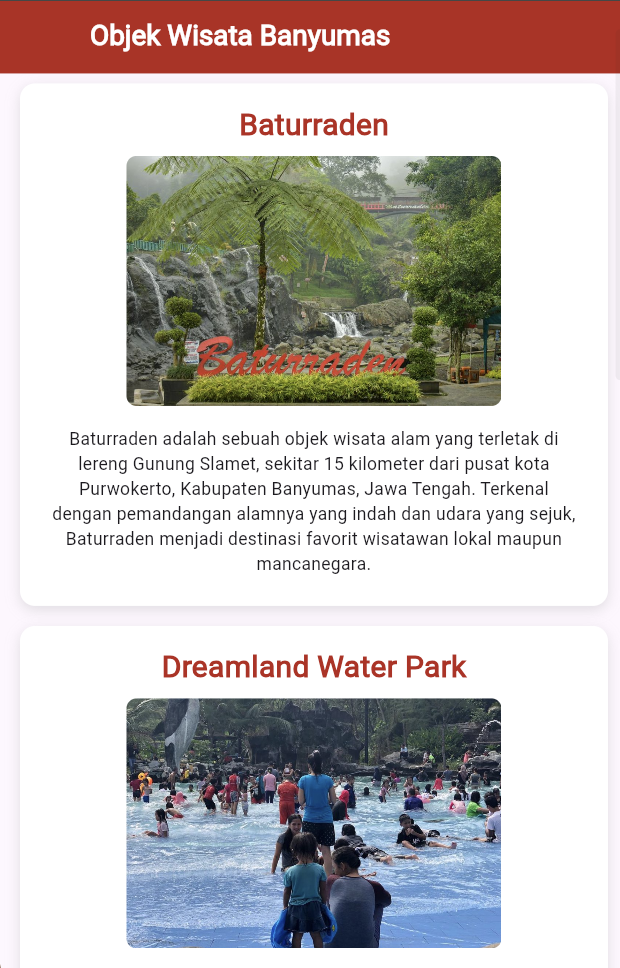 Objek Wisata Banyumas
Baturraden
Baturraden
Baturraden adalah sebuah objek wisata alam yang terletak di
lereng Gunung Slamet, sekitar 15 kilometer dari pusat kota
Purwokerto, Kabupaten Banyumas, Jawa Tengah. Terkenal
dengan pemandangan alamnya yang indah dan udara yang sejuk,
Baturraden menjadi destinasi favorit wisatawan lokal maupun
mancanegara.
Dreamland Water Park